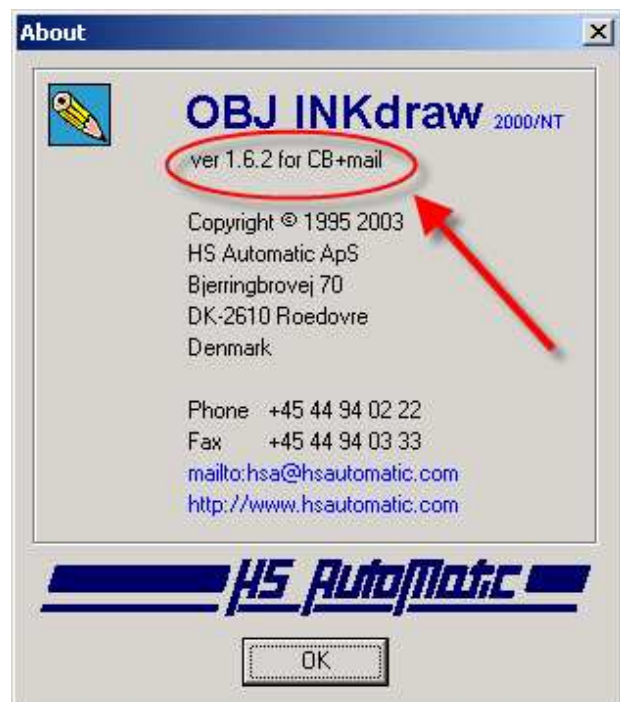 About
OBJ INKdraw 2000/NT
ver 1.6.2 for CB+mail
Copyright © 1995 2003
HS Automatic ApS
Bjerringbrovej 70
DK-2610 Roedovre
Denmark
Phone +45 44 94 02 22
Fax +45 44 94 03 33
mailto:hsa@hsautomatic.com
http://www.hsautomatic.com
HS AutoMatic
OK